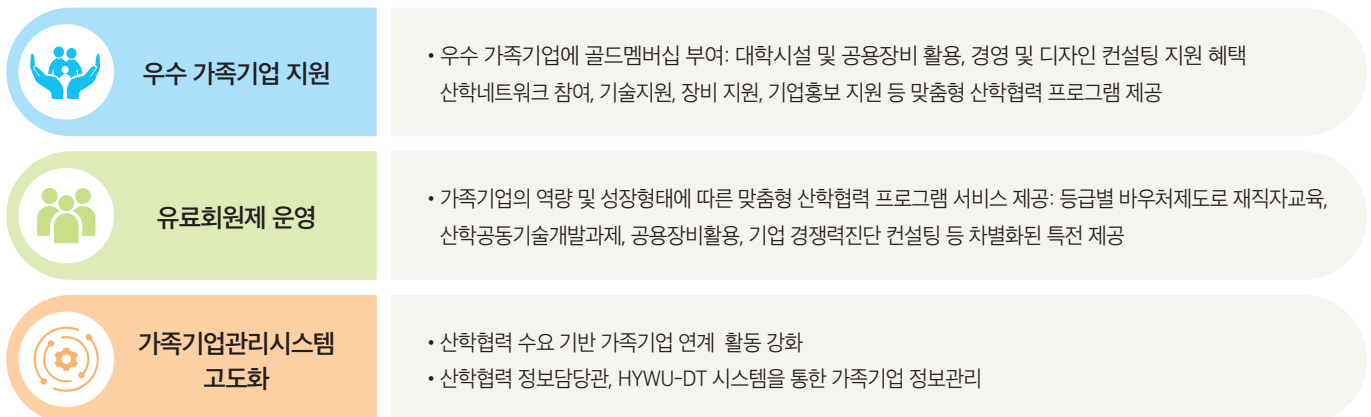 우수 가족기업 지원
• 우수 가족기업에 골드멤버십 부여: 대학시설 및 공용장비 활용, 경영 및 디자인 컨설팅 지원 혜택
산학네트워크 참여, 기술지원, 장비 지원, 기업홍보 지원 등 맞춤형 산학협력 프로그램 제공
유료회원제 운영
• 가족기업의 역량 및 성장형태에 따른 맞춤형 산학협력 프로그램 서비스 제공: 등급별 바우처제도로 재직자교육,
산학공동기술개발과제, 공용장비활용, 기업 경쟁력진단 컨설팅 등 차별화된 특전 제공
가족기업관리시스템
고도화
• 산학협력 수요 기반 가족기업 연계 활동 강화
• 산학협력 정보담당관, HYWU-DT 시스템을 통한 가족기업 정보관리